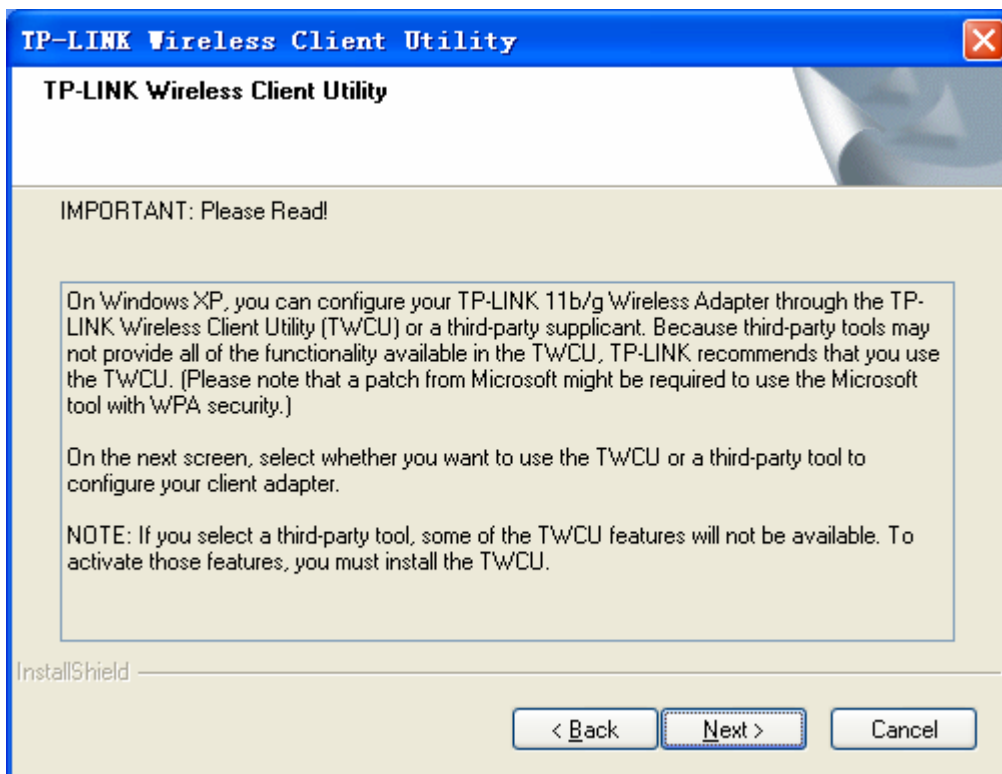 TP-LINK Wireless Client Utility
TP-LINK Wireless Client Utility
IMPORTANT: Please Read!
On Windows XP, you can configure your TP-LINK 11b/g Wireless Adapter through the TP-
LINK Wireless Client Utility (TWCU) or a third-party supplicant. Because third-party tools may
not provide all of the functionality available in the TWCU, TP-LINK recommends that you use
the TWCU. (Please note that a patch from Microsoft might be required to use the Microsoft
tool with WPA security.)
On the next screen, select whether you want to use the TWCU or a third-party tool to
configure your client adapter.
NOTE: If you select a third-party tool, some of the TWCU features will not be available. To
activate those features, you must install the TWCU.
InstallShield
< Back Next > Cancel